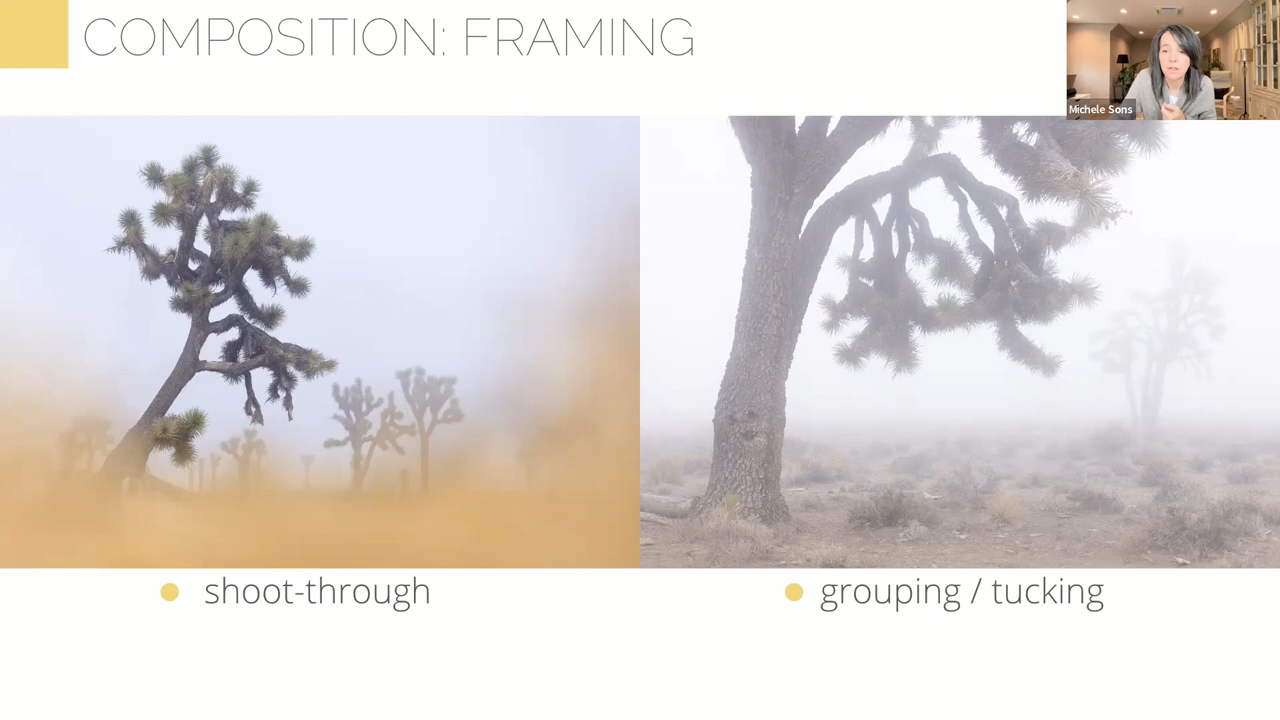 COMPOSITION: FRAMING
Michele Sons
shoot-through
grouping / tucking